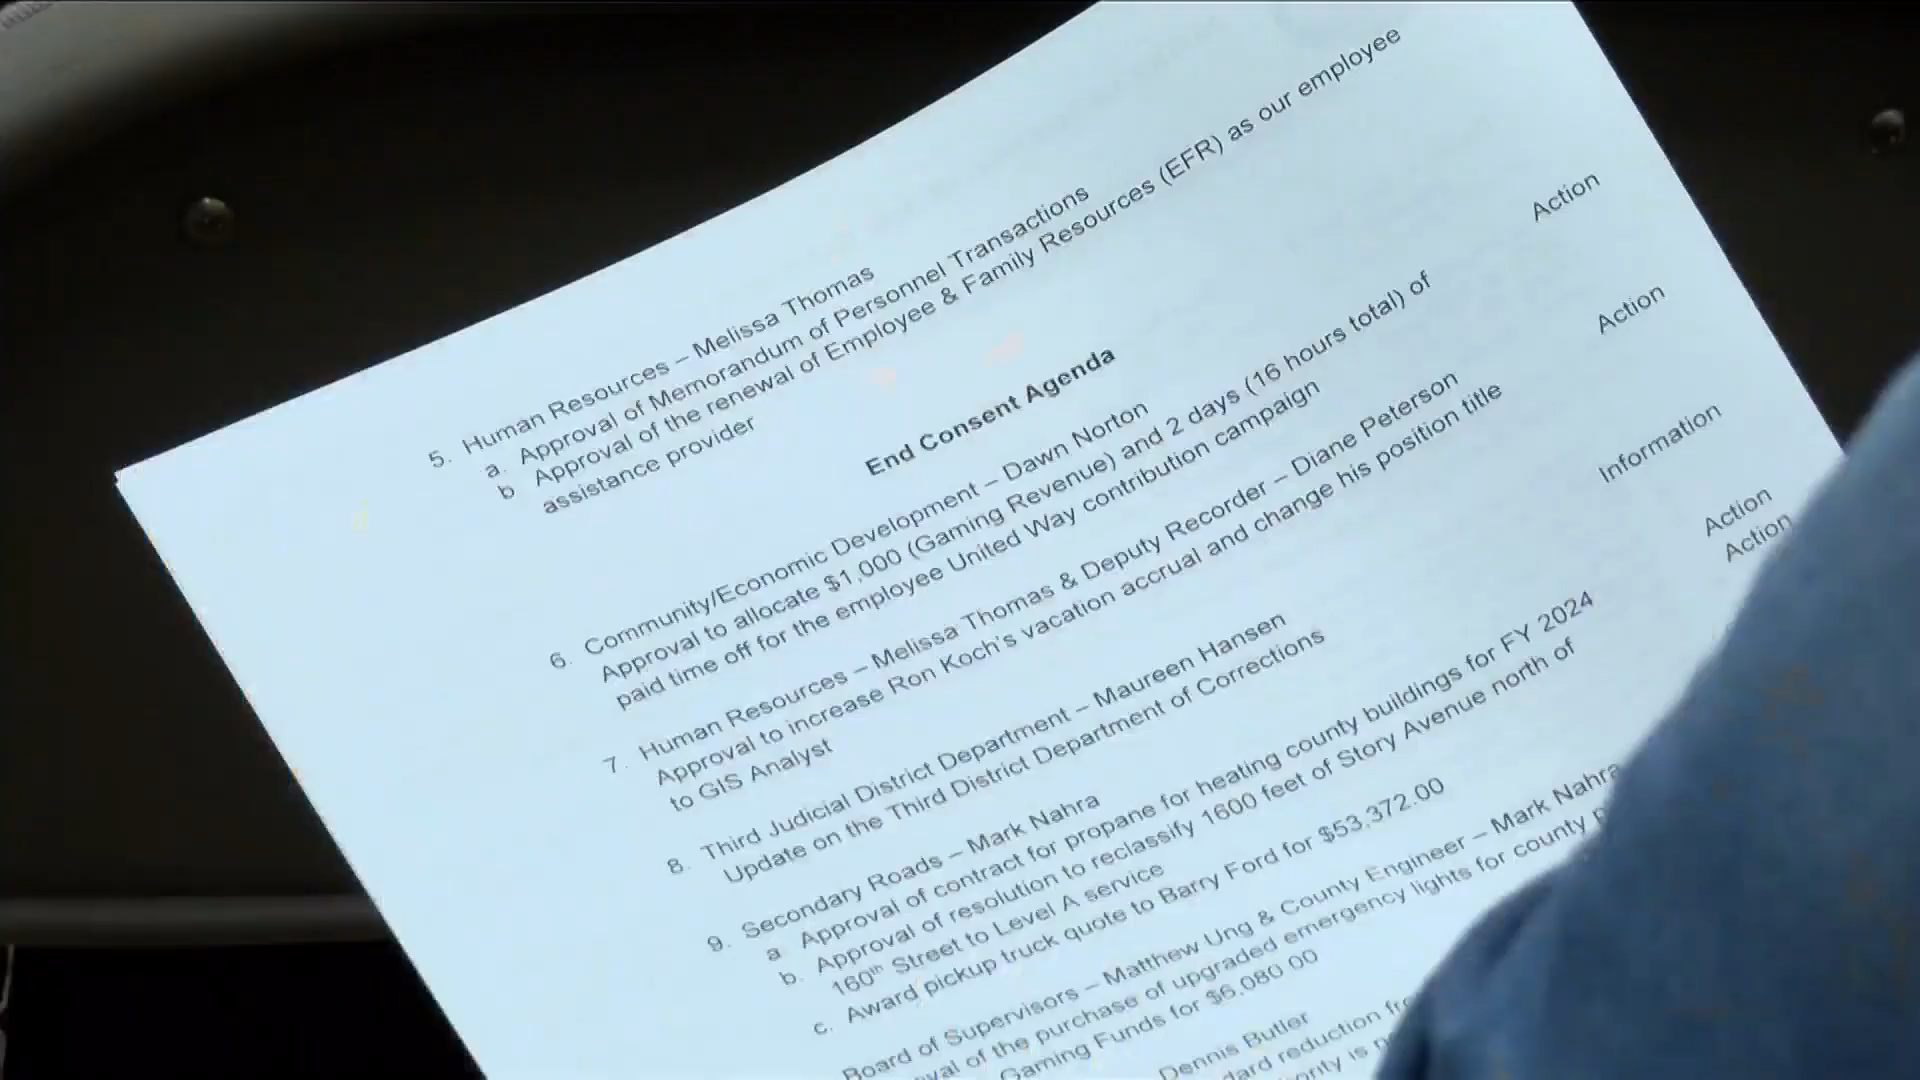 5. Human Resources – Melissa Thomas
a. Approval of Memorandum of Personnel Transactions
b Approval of the renewal of Employee & Family Resources (EFR) as our employee
assistance provider
End Consent Agenda
6. Community/Economic Development – Dawn Norton Action
Approval to allocate $1,000 (Gaming Revenue) and 2 days (16 hours total) of
paid time off for the employee United Way contribution campaign
7. Human Resources – Melissa Thomas & Deputy Recorder – Diane Peterson Action
Approval to increase Ron Koch's vacation accrual and change his position title
to GIS Analyst
8. Third Judicial District Department – Maureen Hansen Information
Update on the Third District Department of Corrections
9. Secondary Roads – Mark Nahra
a Approval of contract for propane for heating county buildings for FY 2024 Action
b. Approval of resolution to reclassify 1600 feet of Story Avenue north of Action
160th Street to Level A service
c. Award pickup truck quote to Barry Ford for $53,372.00
Board of Supervisors – Matthew Ung & County Engineer – Mark Nahra
of the purchase of upgraded emergency lights for county
Gaming Funds for $6,080 00
Dennis Butler
reduction
is